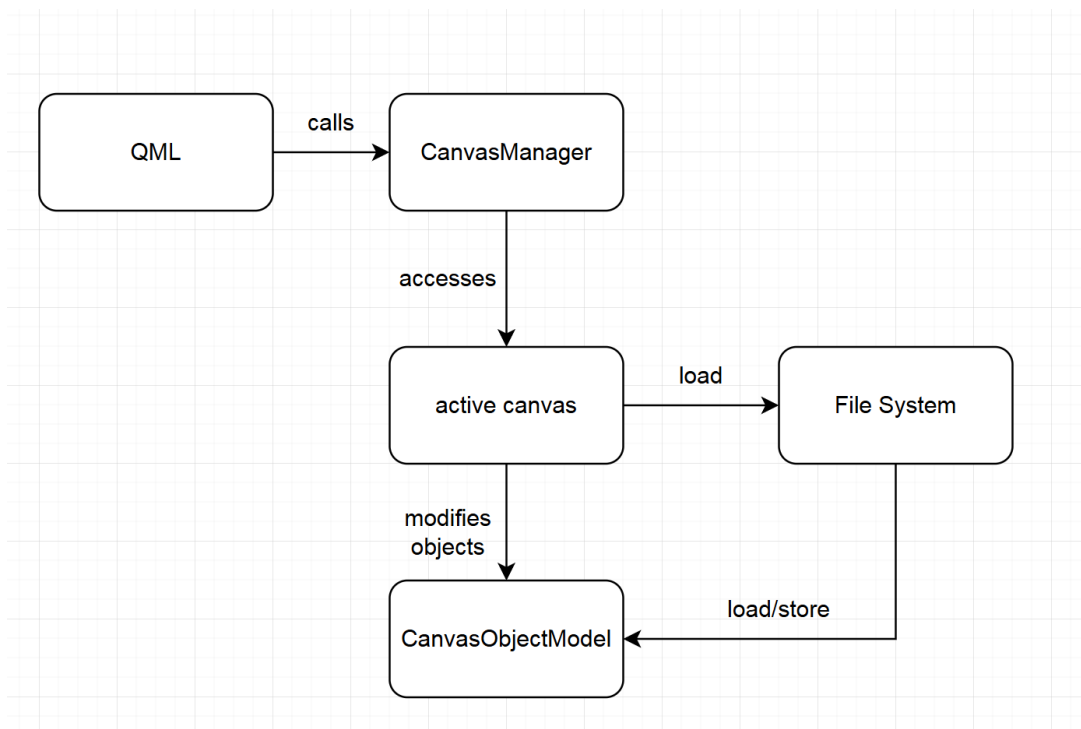 QML
calls
CanvasManager
accesses
active canvas
load
File System
modifies
objects
CanvasObjectModel
load/store